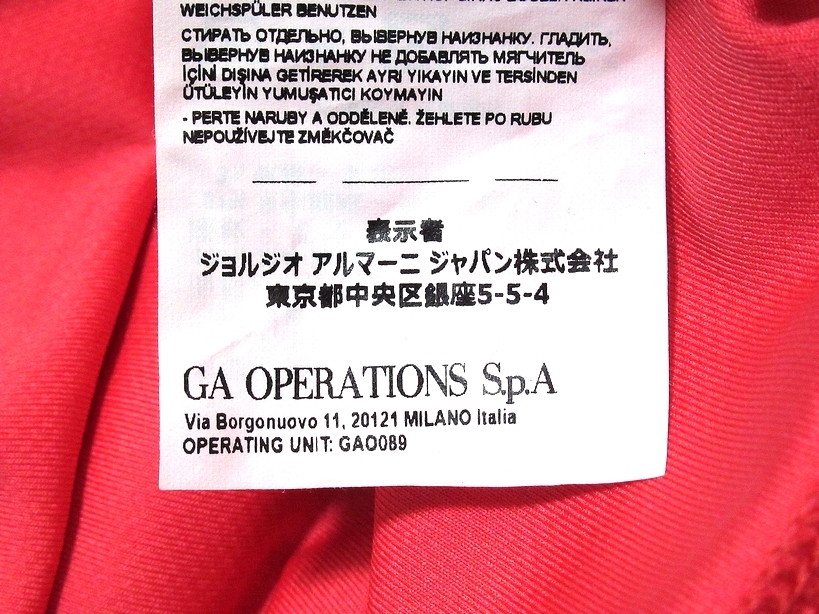 WEICHSPÜLER BENUTZEN
СТИРАТЬ ОТДЕЛЬНО, ВЫВЕРНУВ НАИЗНАНКУ. ГЛАДИТЬ,
ВЫВЕРНУВ НАИЗНАНКУ НЕ ДОБАВЛЯТЬ МЯГЧИТЕЛЬ
İÇİNİ DIŞINA GETİREREK AYRI YIKAYIN VE TERSİNDEN
ÜTÜLEYİN YUMUŞATICI KOYMAYIN
- PERTE NARUBY A ODDĚLENĚ. ŽEHLETE PO RUBU
NEPOUŽÍVEJTE ZMĚKČOVAČ
表示者
ジョルジオ アルマーニ ジャパン株式会社
東京都中央区銀座5-5-4
GA OPERATIONS S.p.A
Via Borgonuovo 11, 20121 MILANO Italia
OPERATING UNIT: GAO089